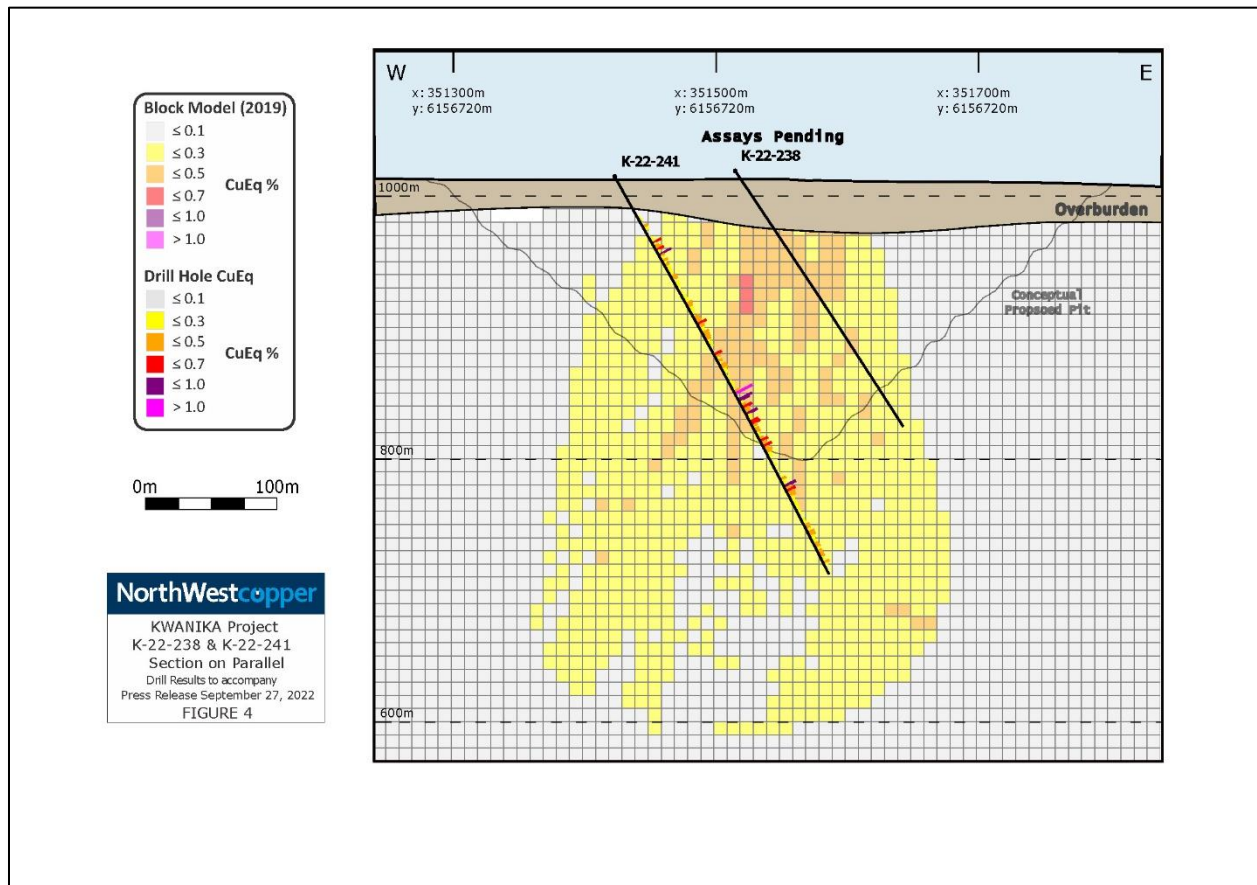 Block Model (2019)
≤ 0.1
≤ 0.3
≤ 0.5
≤ 0.7
≤ 1.0
> 1.0
CuEq %
Drill Hole CuEq
≤ 0.1
≤ 0.3
≤ 0.5
≤ 0.7
≤ 1.0
> 1.0
CuEq %
0m 100m
NorthWestcopper
KWANIKA Project
K-22-238 & K-22-241
Section on Parallel
Drill Results to accompany
Press Release September 27, 2022
FIGURE 4
W E
x: 351300m x: 351500m x: 351700m
y: 6156720m y: 6156720m y: 6156720m
Assays Pending
K-22-241 K-22-238
1000m
Overburden
Conceptual
Propsoed Pit
800m
600m